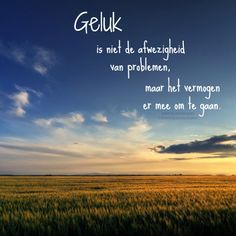 Geluk
is niet de afwezigheid
van problemen,
maar het vermogen
er mee om te gaan.